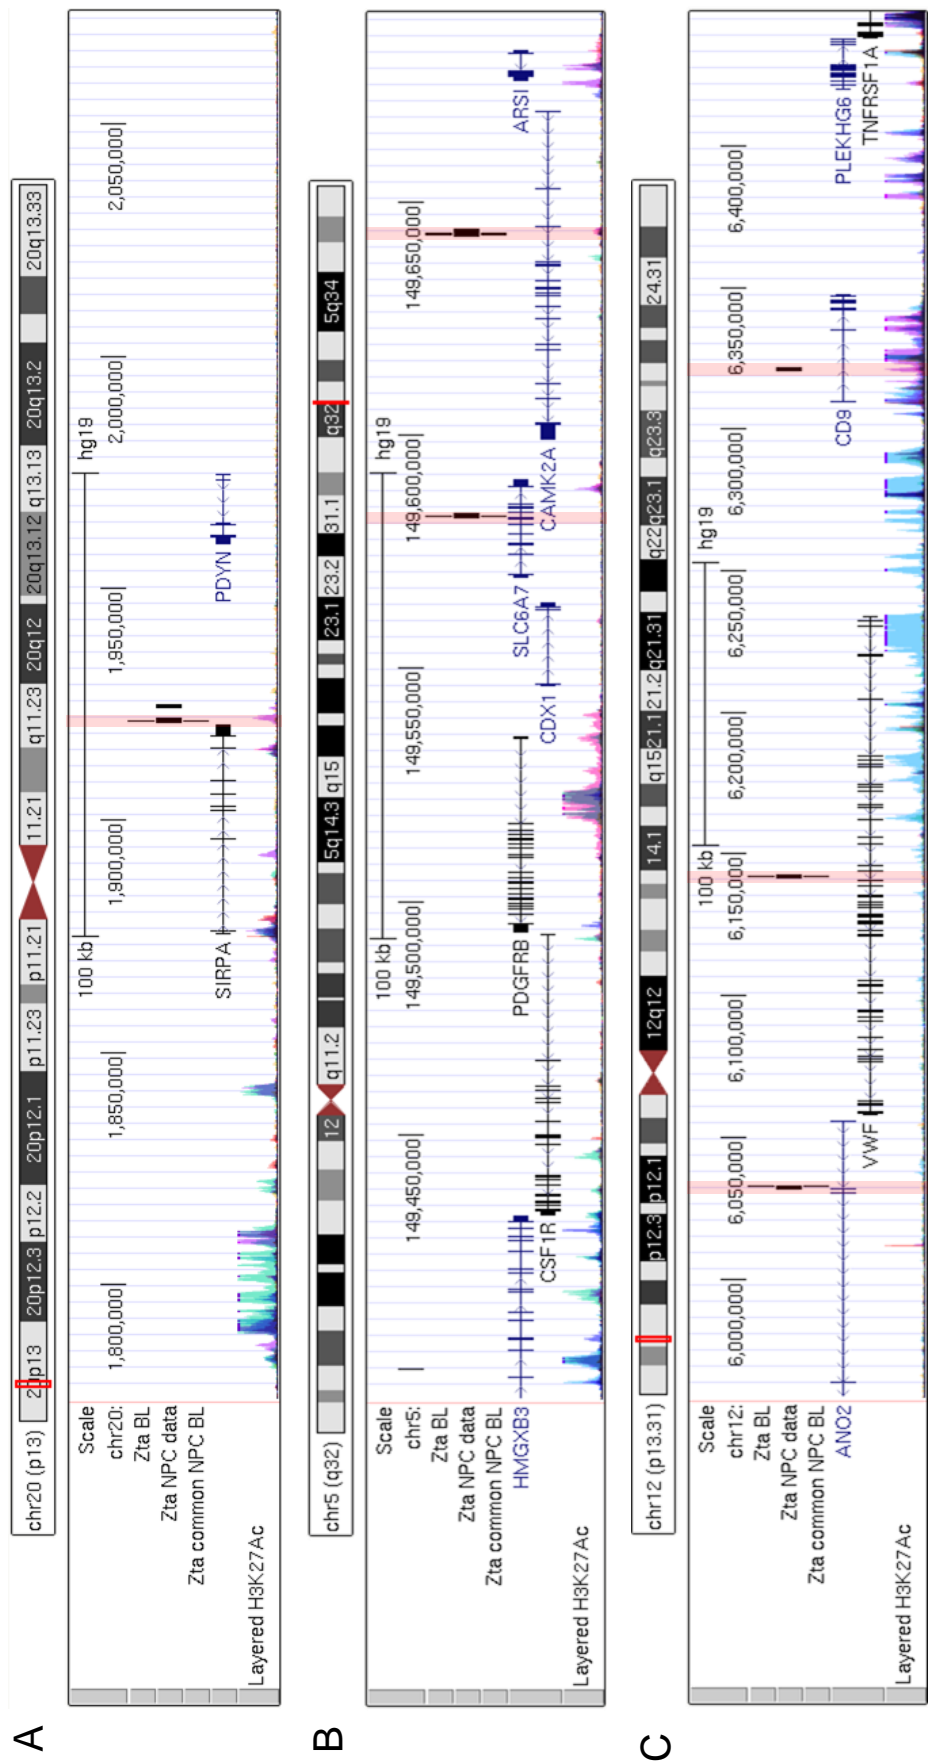 A
chr20 (p13) 20p13 20p12.3 p12.2 20p12.1 p11.23 p11.21 11.21 q11.23 20q12 20q13.12 q13.13 20q13.2 20q13.33
Scale 100 kb hg19
chr20: 1,800,000| 1,850,000| 1,900,000| 1,950,000| 2,000,000| 2,050,000|
Zta BL
Zta NPC data
Zta common NPC BL
SIRPA PDYN
Layered H3K27Ac
B
chr5 (q32) 12 q11.2 5q14.3 q15 23.1 23.2 31.1 q32 5q34
Scale 100 kb hg19
chr5: | 149,450,000| 149,500,000| 149,550,000| 149,600,000| 149,650,000|
Zta BL
Zta NPC data
Zta common NPC BL
HMGXB3 PDGFRB SLC6A7 ARSI
CSF1R CDX1 CAMK2A
Layered H3K27Ac
C
chr12 (p13.31) p12.3 p12.1 12q12 14.1 q15 21.12 21.2 q21.31 q22 q23.1 q23.3 24.31
Scale 100 kb hg19
chr12: 6,000,000| 6,050,000| 6,100,000| 6,150,000| 6,200,000| 6,250,000| 6,300,000| 6,350,000| 6,400,000|
Zta BL
Zta NPC data
Zta common NPC BL
ANO2 CD9 PLEKHG6
VWF TNFRSF1A
Layered H3K27Ac